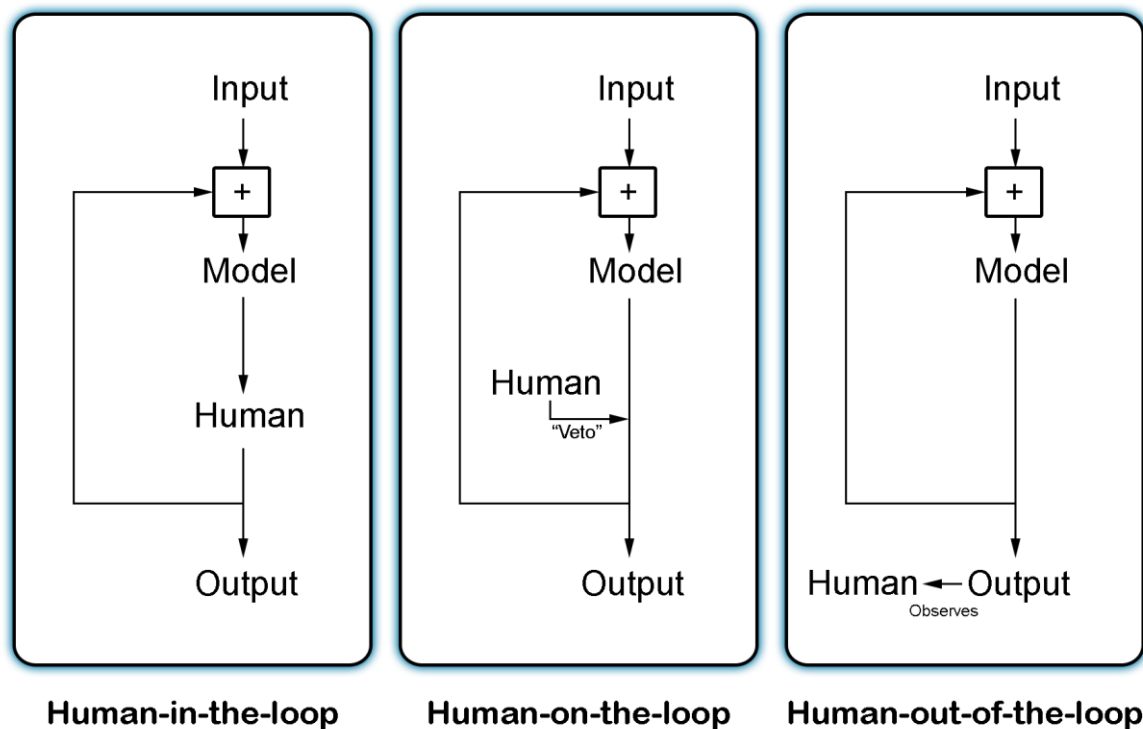 Input
+
Model
Human
Output
Human-in-the-loop
Input
+
Model
Human
“Veto”
Output
Human-on-the-loop
Input
+
Model
Human
Output
Observes
Human-out-of-the-loop